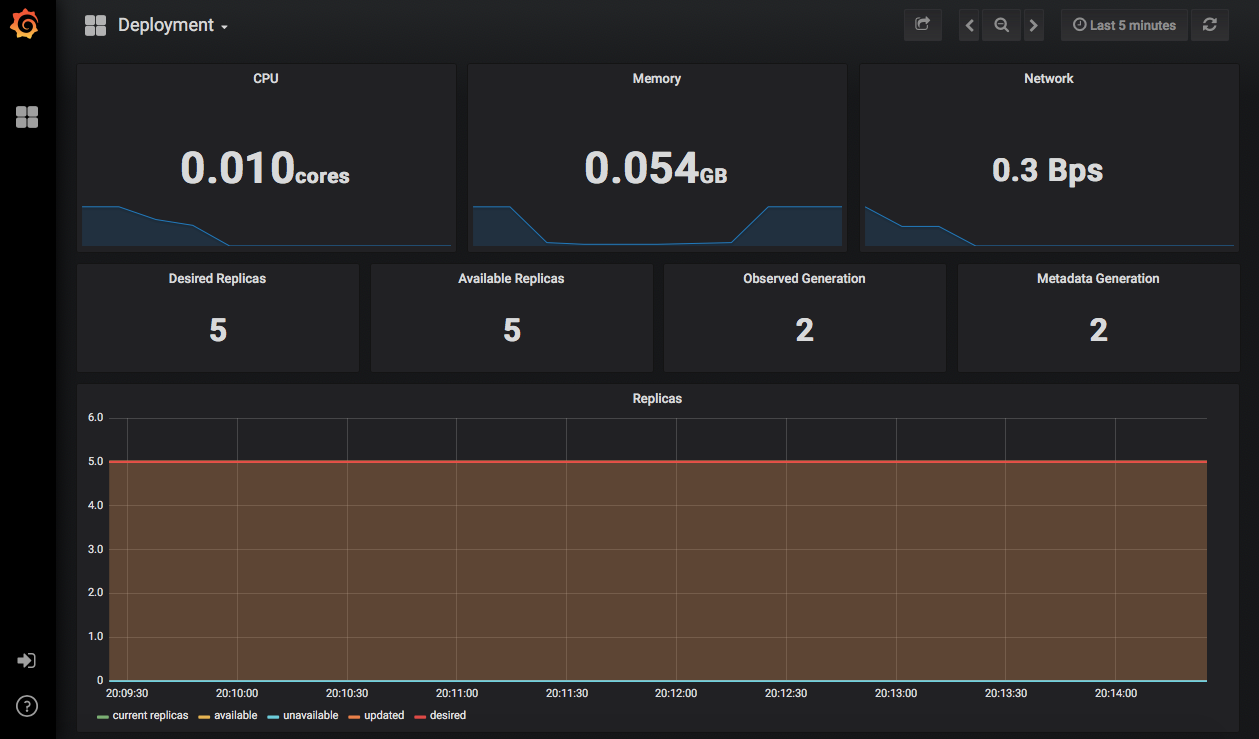 Deployment
Last 5 minutes
CPU
Memory
Network
0.010cores
0.054GB
0.3 Bps
Desired Replicas
Available Replicas
Observed Generation
Metadata Generation
5
5
2
2
Replicas
6.0
5.0
4.0
3.0
2.0
1.0
0
20:09:30
20:10:00
20:10:30
20:11:00
20:11:30
20:12:00
20:12:30
20:13:00
20:13:30
20:14:00
current replicas
available
unavailable
updated
desired
?